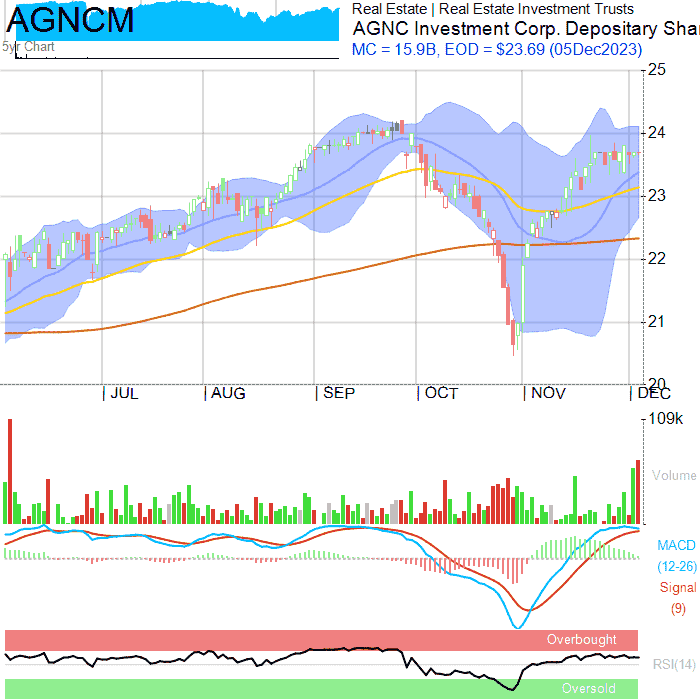 AGNCM
5yr Chart
Real Estate | Real Estate Investment Trusts
AGNC Investment Corp. Depositary Shar
MC = 15.9B, EOD = $23.69 (05Dec2023)
25
24
23
22
21
20
JUL
AUG
SEP
OCT
NOV
DEC
109k
Volume
MACD
(12-26)
Signal
(9)
Overbought
RSI(14)
Oversold